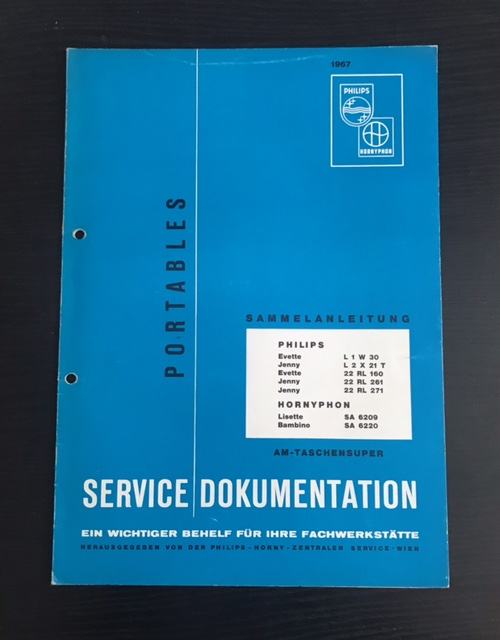 1967
PHILIPS
HORNYPHON
PORTABLES
SAMMELANLEITUNG
PHILIPS
Evette L 1 W 30
Jenny L 2 X 21 T
Evette 22 RL 160
Jenny 22 RL 261
Jenny 22 RL 271
HORNYPHON
Lisette SA 6209
Bambino SA 6220
AM-TASCHENSUPER
SERVICE DOKUMENTATION
EIN WICHTIGER BEHELF FÜR IHRE FACHWERKSTÄTTE
HERAUSGEGEBEN VON DER PHILIPS-HORNY-ZENTRALEN SERVICE-WIEN